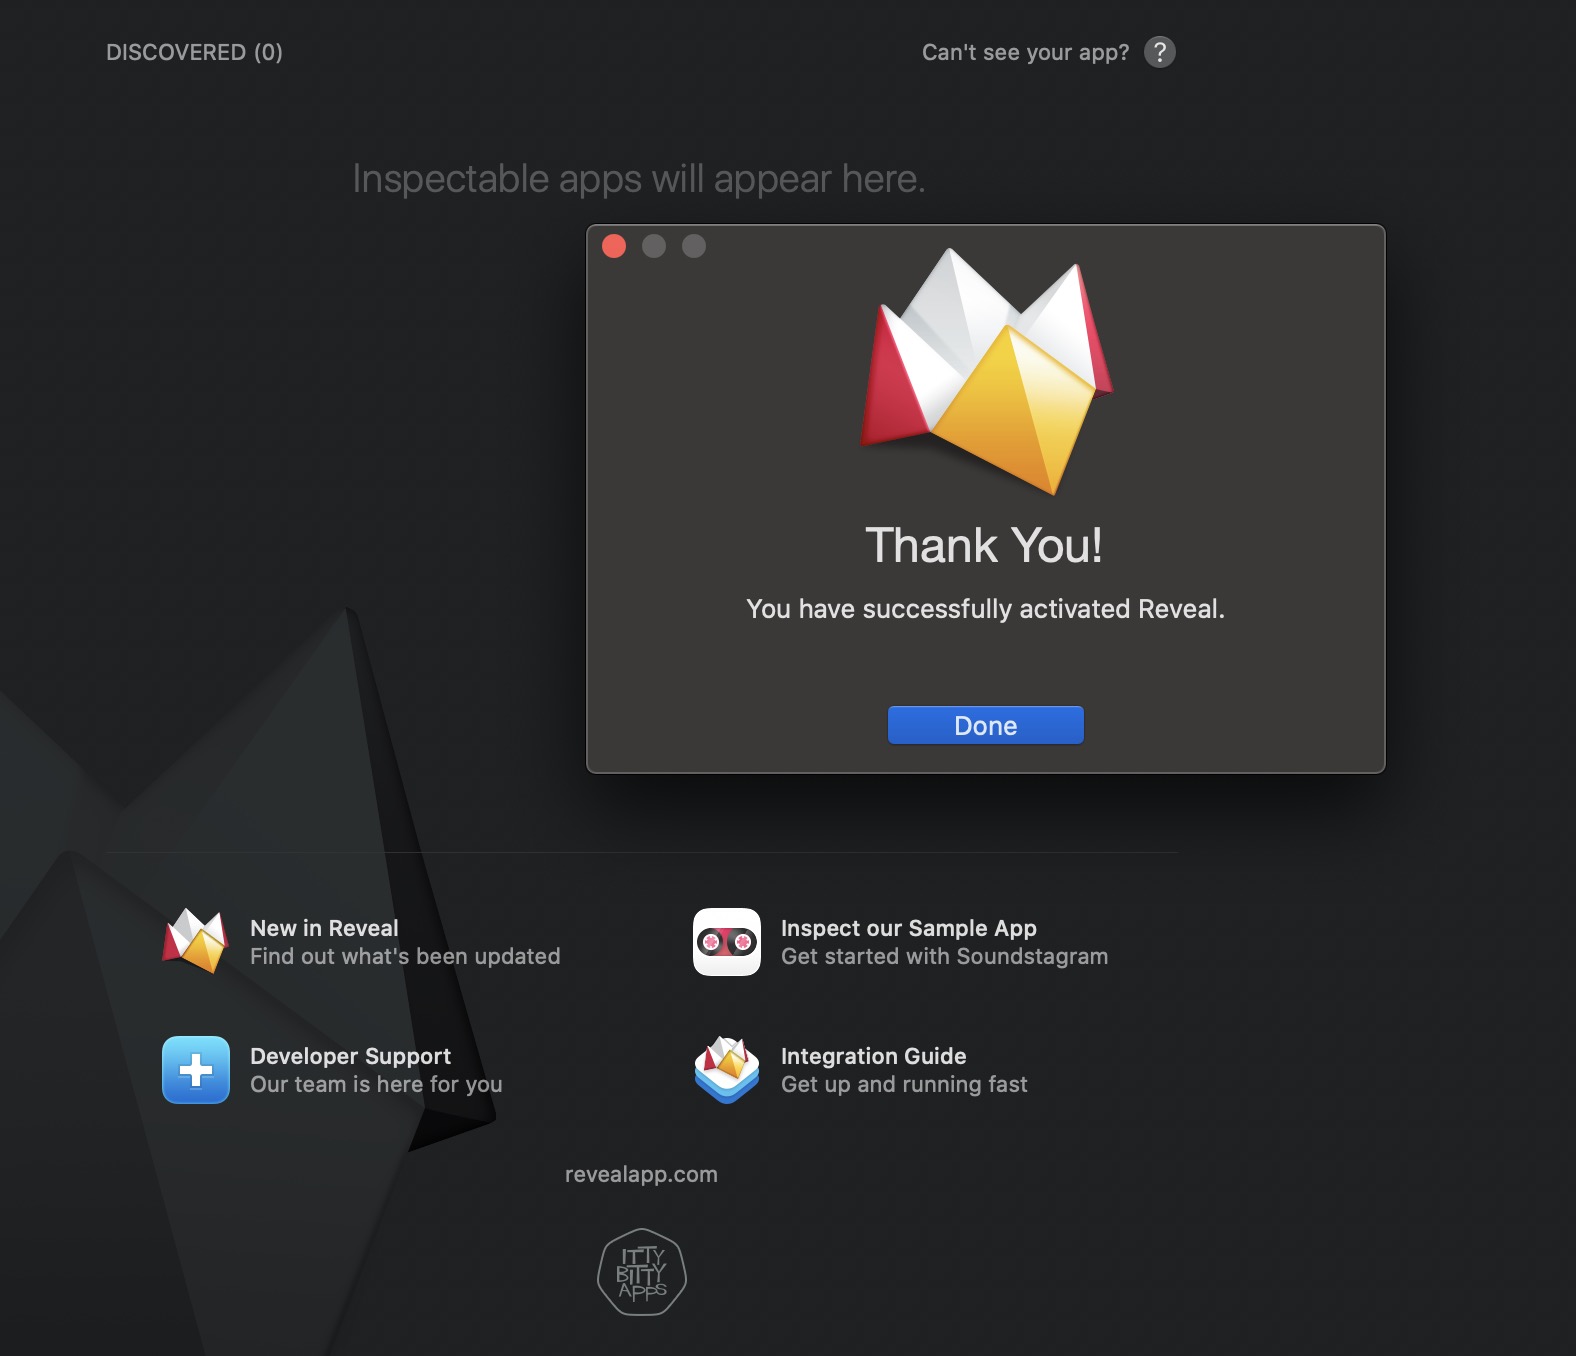 DISCOVERED (0)
Can't see your app? ?
Inspectable apps will appear here.
Thank You!
You have successfully activated Reveal.
Done
New in Reveal
Find out what's been updated
Inspect our Sample App
Get started with Soundstagram
Developer Support
Our team is here for you
Integration Guide
Get up and running fast
revealapp.com
ITTY
BITTY
APPS